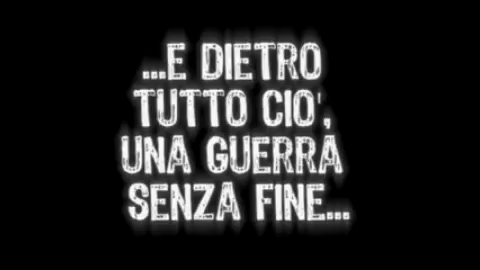 ...E DIETRO
TUTTO CIO',
UNA GUERRA
SENZA FINE...